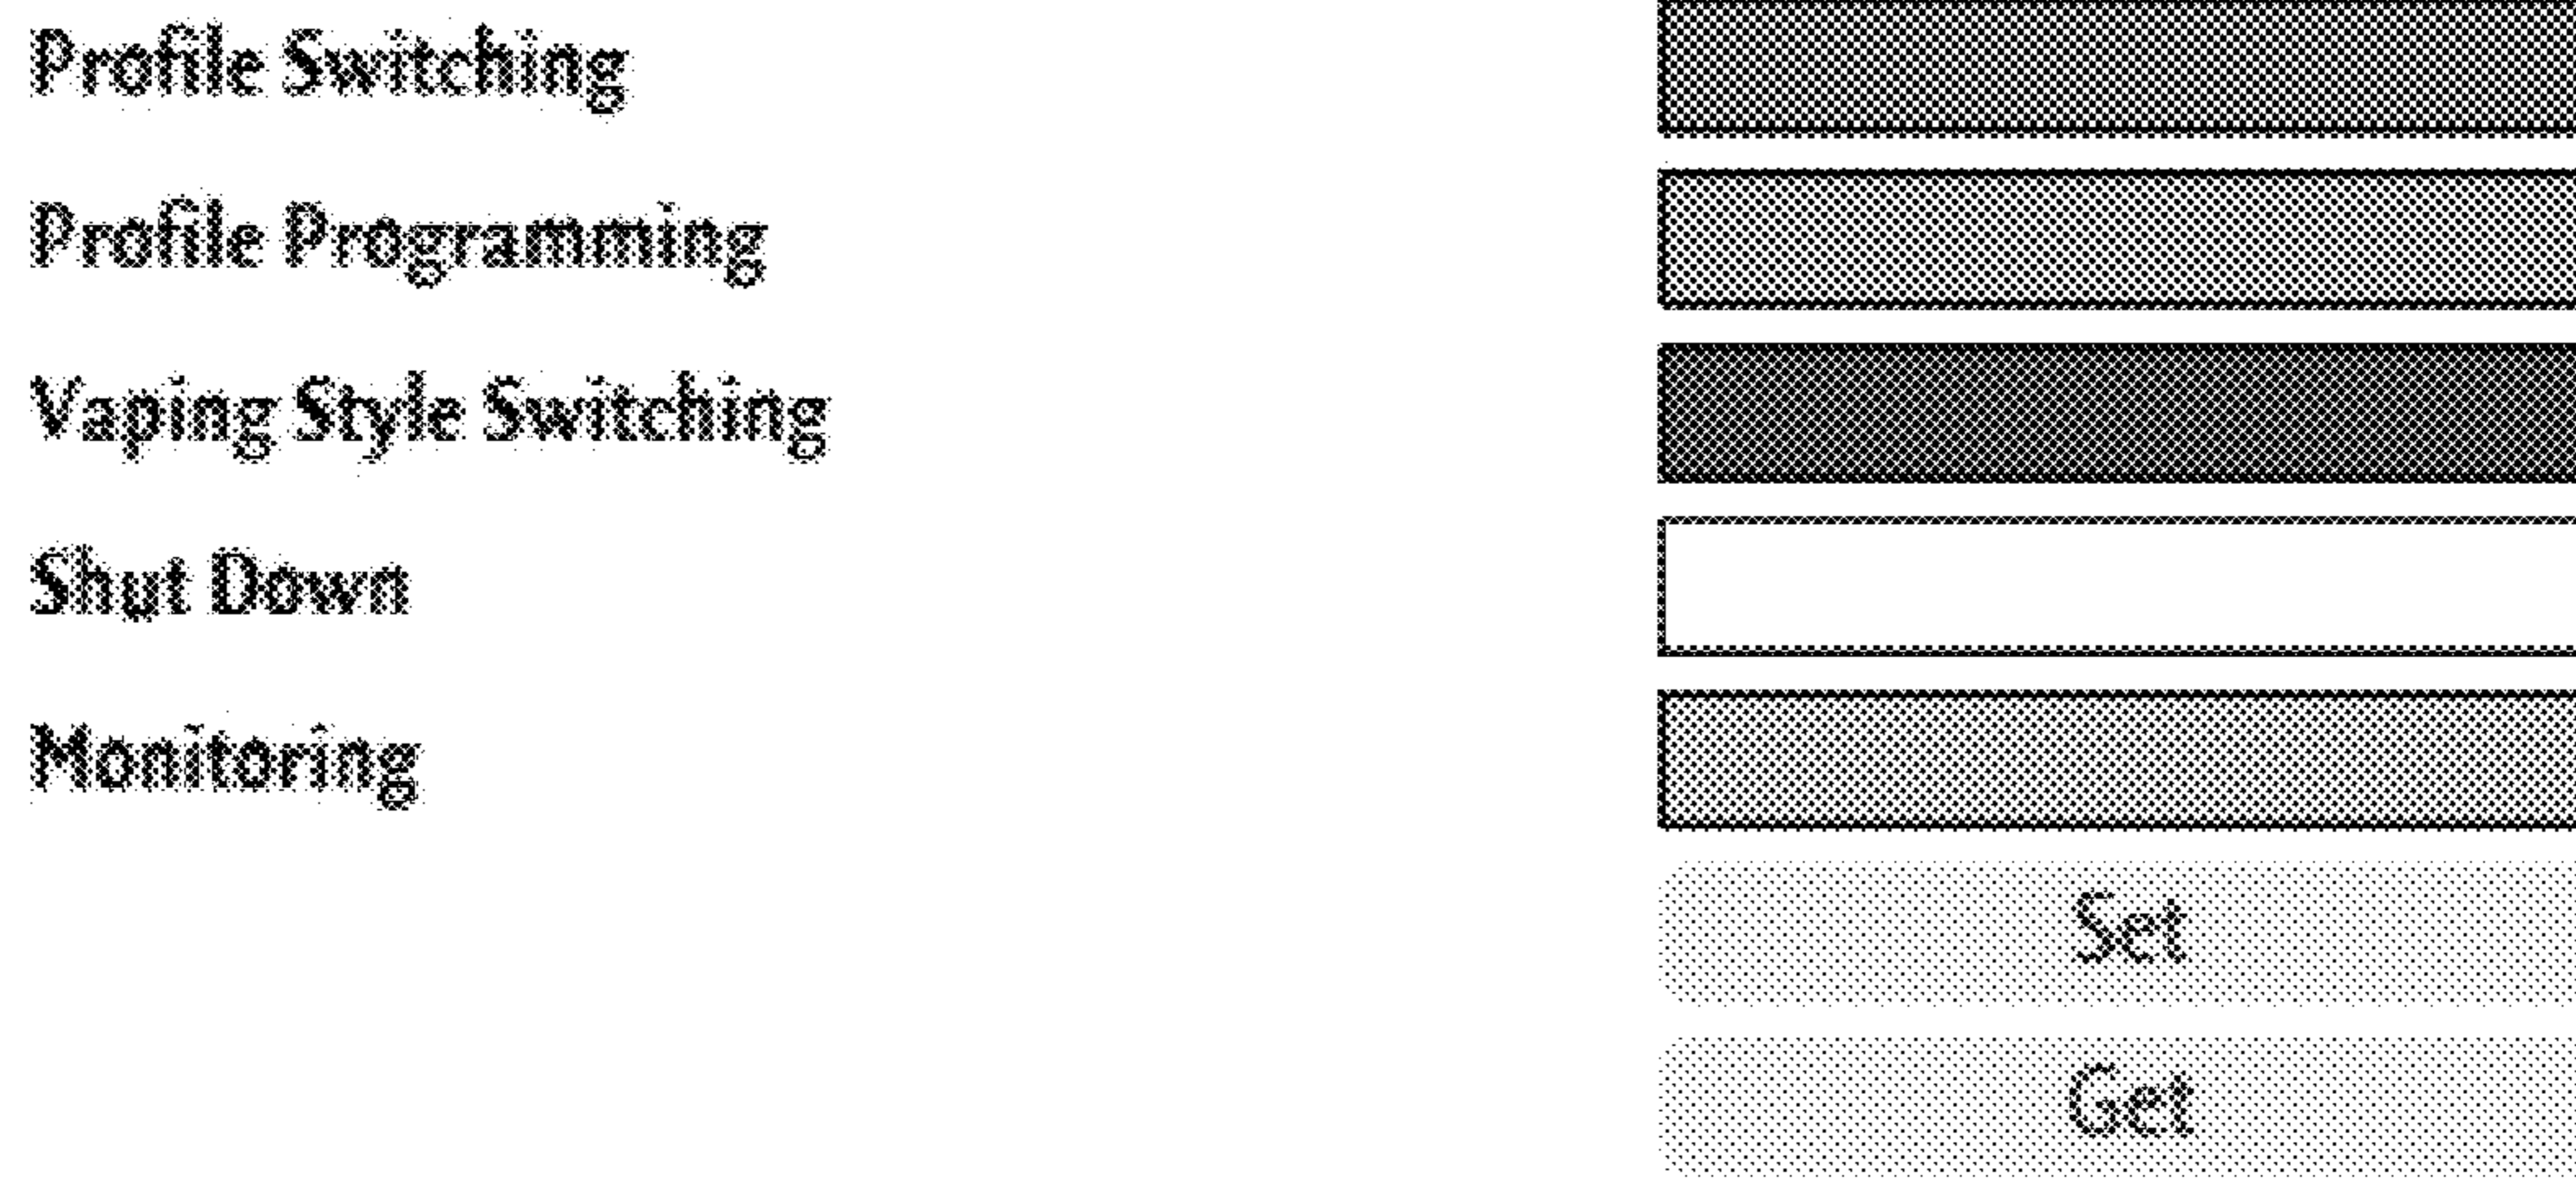 Profile Switching
Profile Programming
Vaping Style Switching
Shut Down
Monitoring
Set
Get